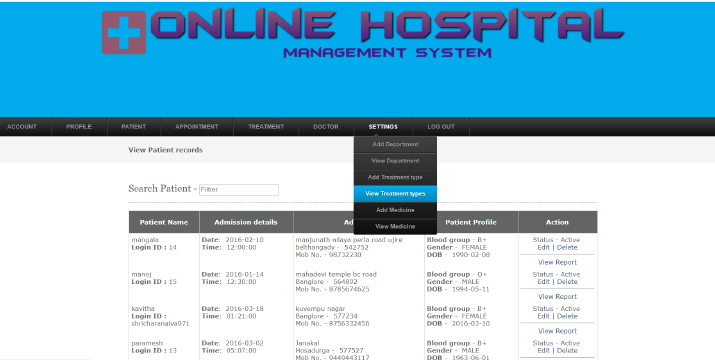 ONLINE HOSPITAL
MANAGEMENT SYSTEM
ACCOUNT PROFILE PATIENT APPOINTMENT TREATMENT DOCTOR SETTINGS LOG OUT
Add Department
View Department
Add Treatment type
View Treatment types
Add Medicine
View Medicine
View Patient records
Search Patient - Filter
Patient Name Admission details Ad Patient Profile Action
mangala Date: 2016-02-10 manjunath nilaya perla road ujire Blood group - B+ Status - Active
Login ID : 14 Time: 12:00:00 belthangady - 542752 Gender - FEMALE Edit | Delete
Mob No. - 98732230 DOB - 1990-02-08
View Report
manoj Date: 2016-01-14 mahadevi temple bc road Blood group - O+ Status - Active
Login ID : 15 Time: 12:30:00 Banglore - 564892 Gender - MALE Edit | Delete
Mob No. - 8785674625 DOB - 1994-05-11
View Report
kavitha Date: 2016-03-18 kuvempu nagar Blood group - B+ Status - Active
Login ID : Time: 01:21:00 Banglore - 577234 Gender - FEMALE Edit | Delete
shricharanalva971 Mob No. - 8756332456 DOB - 2016-03-10
View Report
paramesh Date: 2016-03-02 Janakal Blood group - B+ Status - Active
Login ID : 13 Time: 05:07:00 Hosadurga - 577527 Gender - MALE Edit | Delete
Mob No. - 9449443117 DOB - 1963-06-01